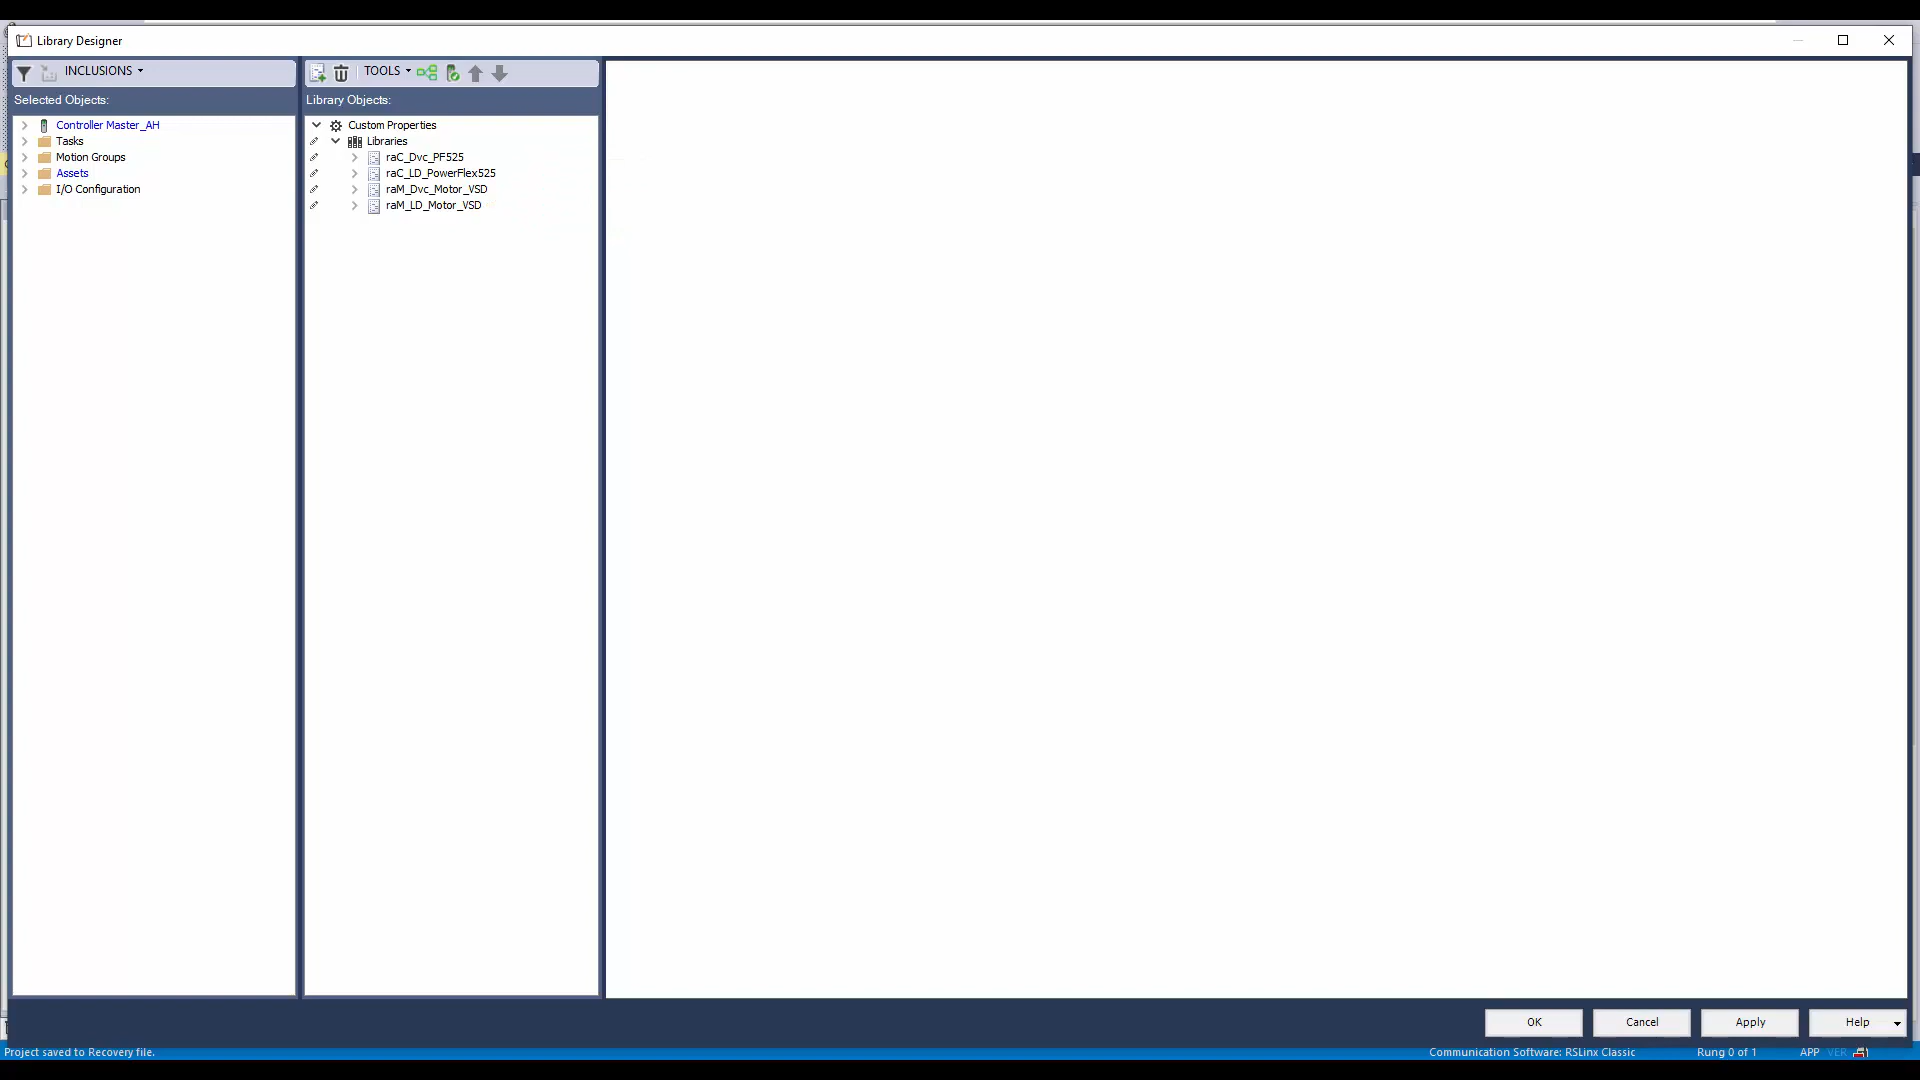 Library Designer
INCLUSIONS
TOOLS
Selected Objects:
Library Objects:
Controller Master_AH
Tasks
Motion Groups
Assets
I/O Configuration
Custom Properties
Libraries
raC_Dvc_PF525
raC_LD_PowerFlex525
raM_Dvc_Motor_VSD
raM_LD_Motor_VSD
OK
Cancel
Apply
Help
Project saved to Recovery file.
Communication Software: RSLinx Classic
Rung 0 of 1
APP
VER